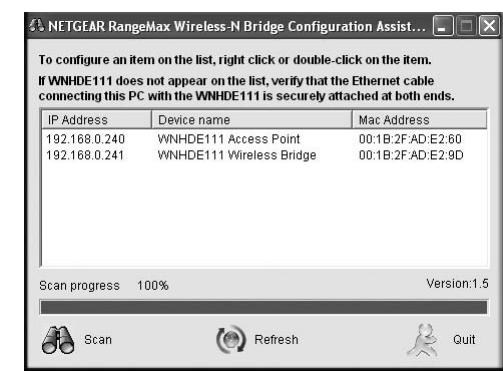 NETGEAR RangeMax Wireless-N Bridge Configuration Assist...
To configure an item on the list, right click or double-click on the item.
If WNHDE111 does not appear on the list, verify that the Ethernet cable
connecting this PC with the WNHDE111 is securely attached at both ends.
IP Address Device name Mac Address
192.168.0.240 WNHDE111 Access Point 00:1B:2F:AD:E2:60
192.168.0.241 WNHDE111 Wireless Bridge 00:1B:2F:AD:E2:9D
Scan progress 100% Version:1.5
Scan Refresh Quit